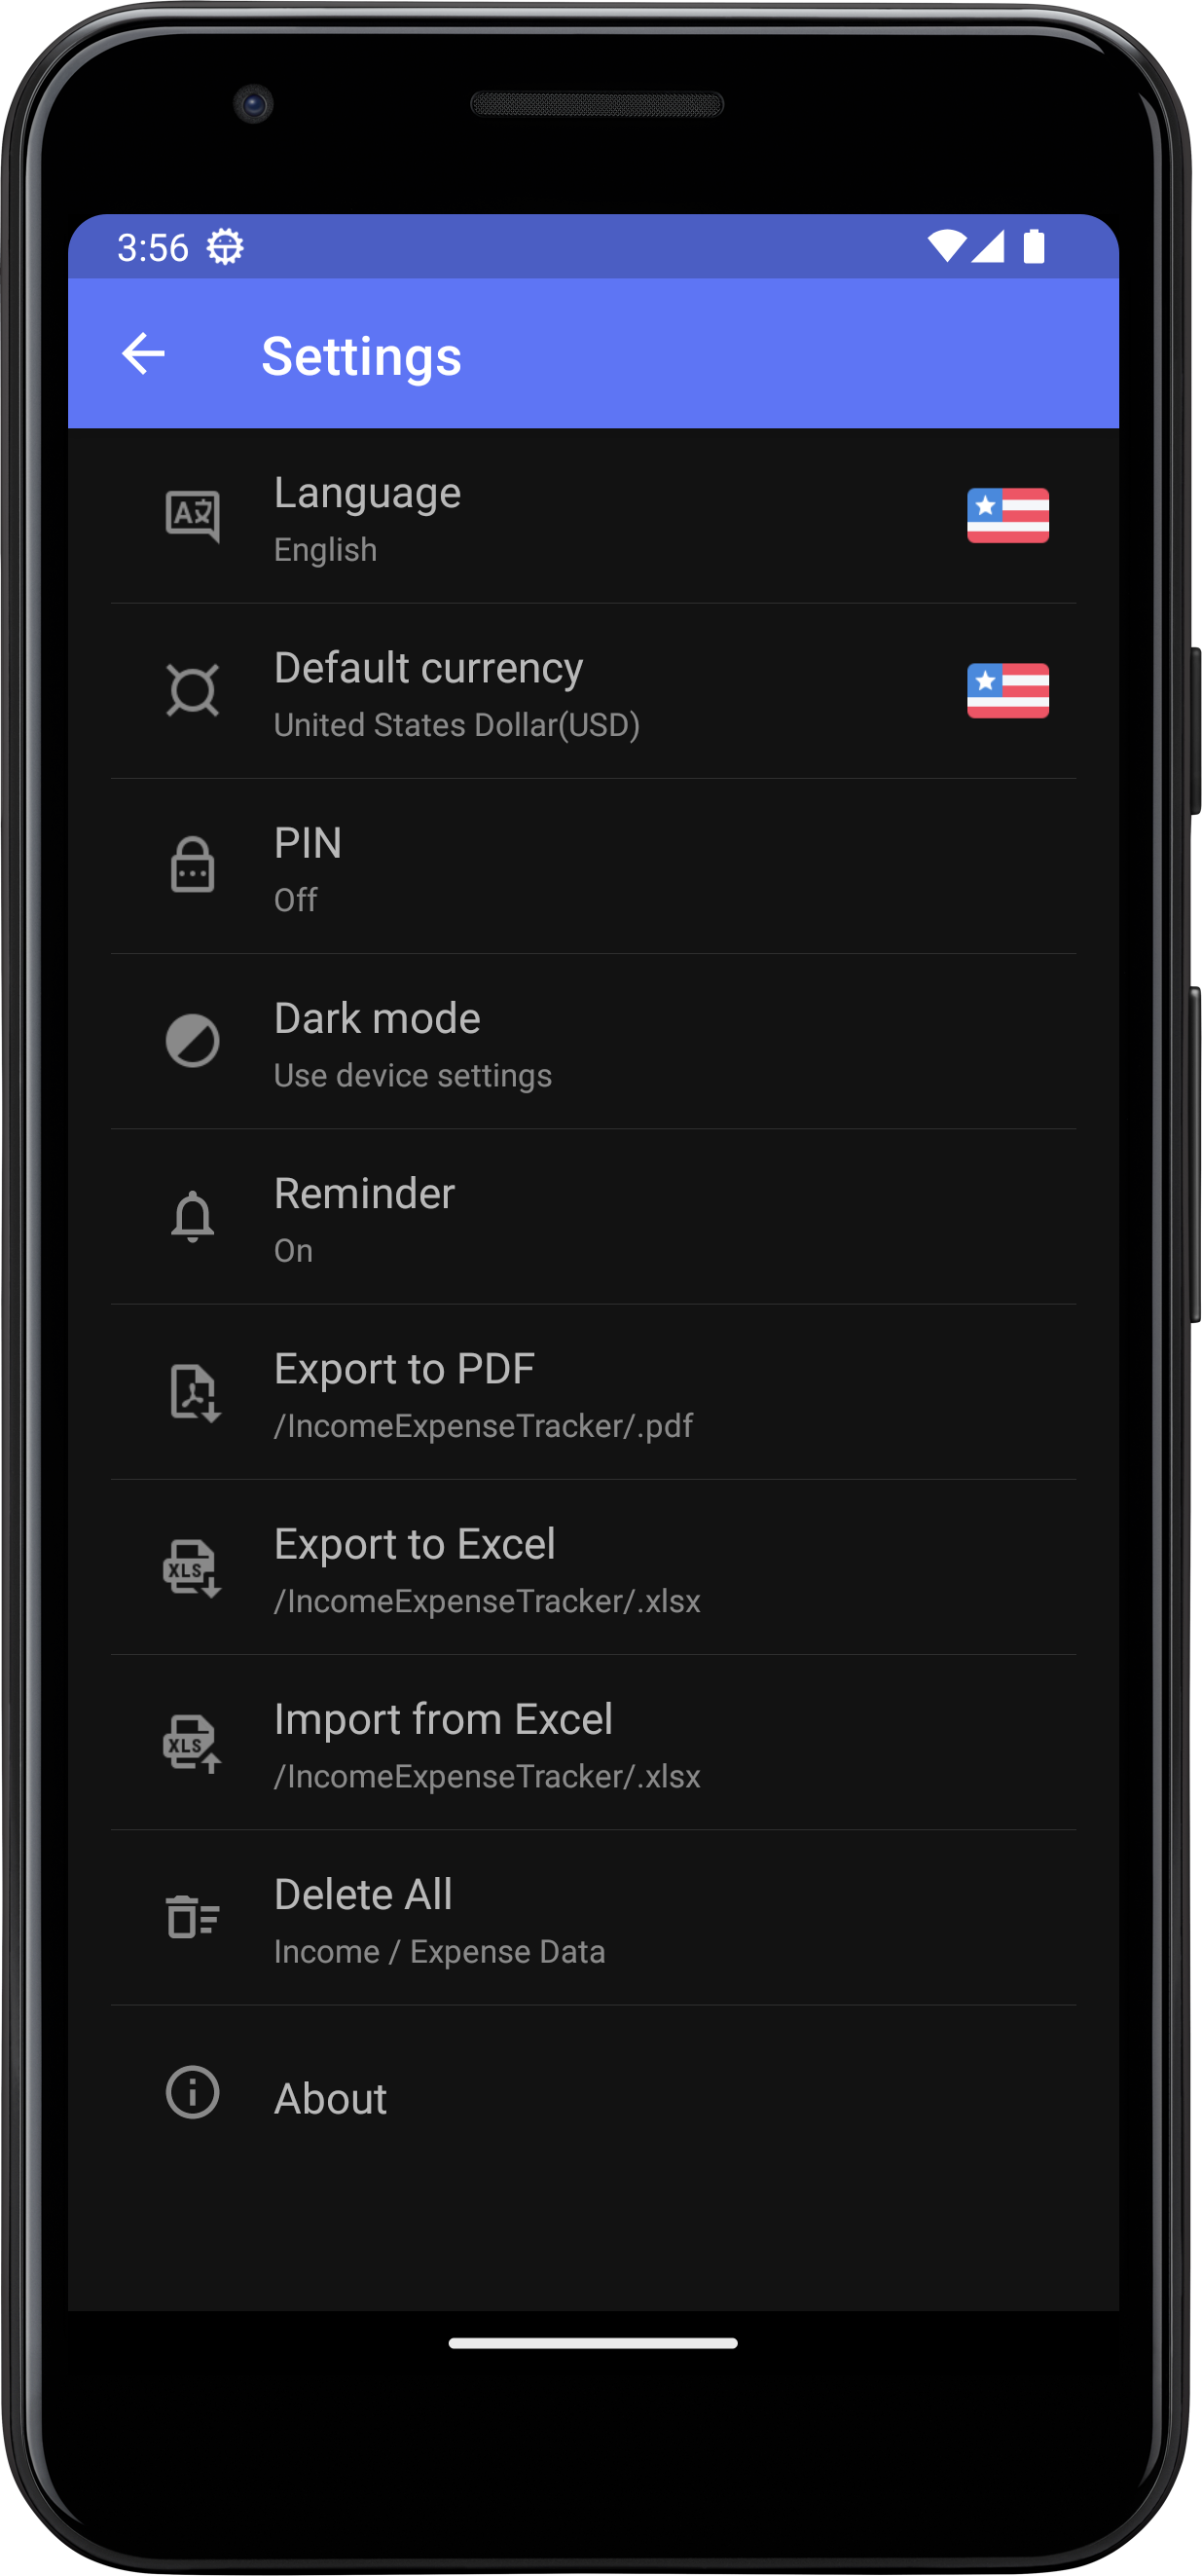 3:56
Settings
Language
English
Default currency
United States Dollar(USD)
PIN
Off
Dark mode
Use device settings
Reminder
On
Export to PDF
/IncomeExpenseTracker/.pdf
XLS
Export to Excel
/IncomeExpenseTracker/.xlsx
XLS
Import from Excel
/IncomeExpenseTracker/.xlsx
Delete All
Income / Expense Data
About